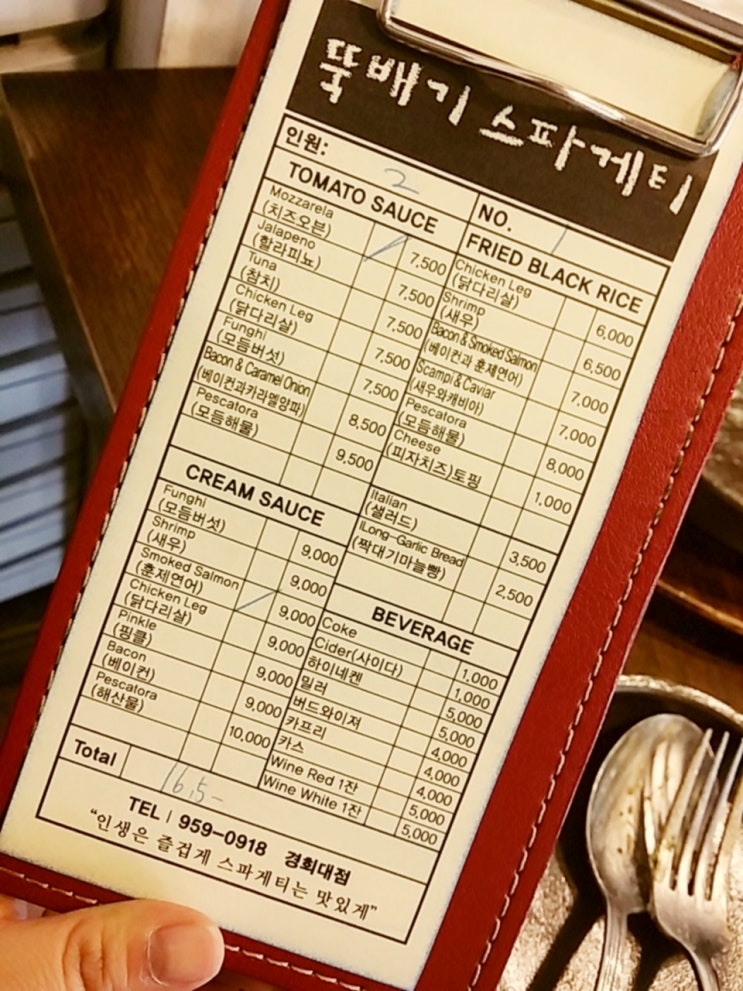 뚝배기 스파게티
인원: 2
NO. 1
TOMATO SAUCE
Mozzarela
(치즈오븐) 7,500
Jalapeno
(할라피뇨) 7,500
Tuna
(참치) 7,500
Chicken Leg
(닭다리살) 7,500
Funghi
(모듬버섯) 7,500
Bacon & Caramel Onion
(베이컨과카라멜양파) 8,500
Pescatora
(모듬해물) 9,500
CREAM SAUCE
Funghi
(모듬버섯) 9,000
Shrimp
(새우) 9,000
Smoked Salmon
(훈제연어) 9,000
Chicken Leg
(닭다리살) 9,000
Pinkle
(핑클) 9,000
Bacon
(베이컨) 9,000
Pescatora
(해산물) 10,000
FRIED BLACK RICE
Chicken Leg
(닭다리살) 6,000
Shrimp
(새우) 6,500
Bacon & Smoked Salmon
(베이컨과 훈제연어) 7,000
Scampi & Caviar
(새우와캐비아) 7,000
Pescatora
(모듬해물) 8,000
Cheese
(피자치즈)토핑 1,000
Italian
(샐러드) 3,500
lLong-Garlic Bread
(짝대기마늘빵) 2,500
BEVERAGE
Coke 1,000
Cider(사이다) 1,000
하이네켄 5,000
밀러 5,000
버드와이져 4,000
카프리 4,000
카스 4,000
Wine Red 1잔 5,000
Wine White 1잔 5,000
Total 16,5-
TEL | 959-0918 경희대점
"인생은 즐겁게 스파게티는 맛있게"